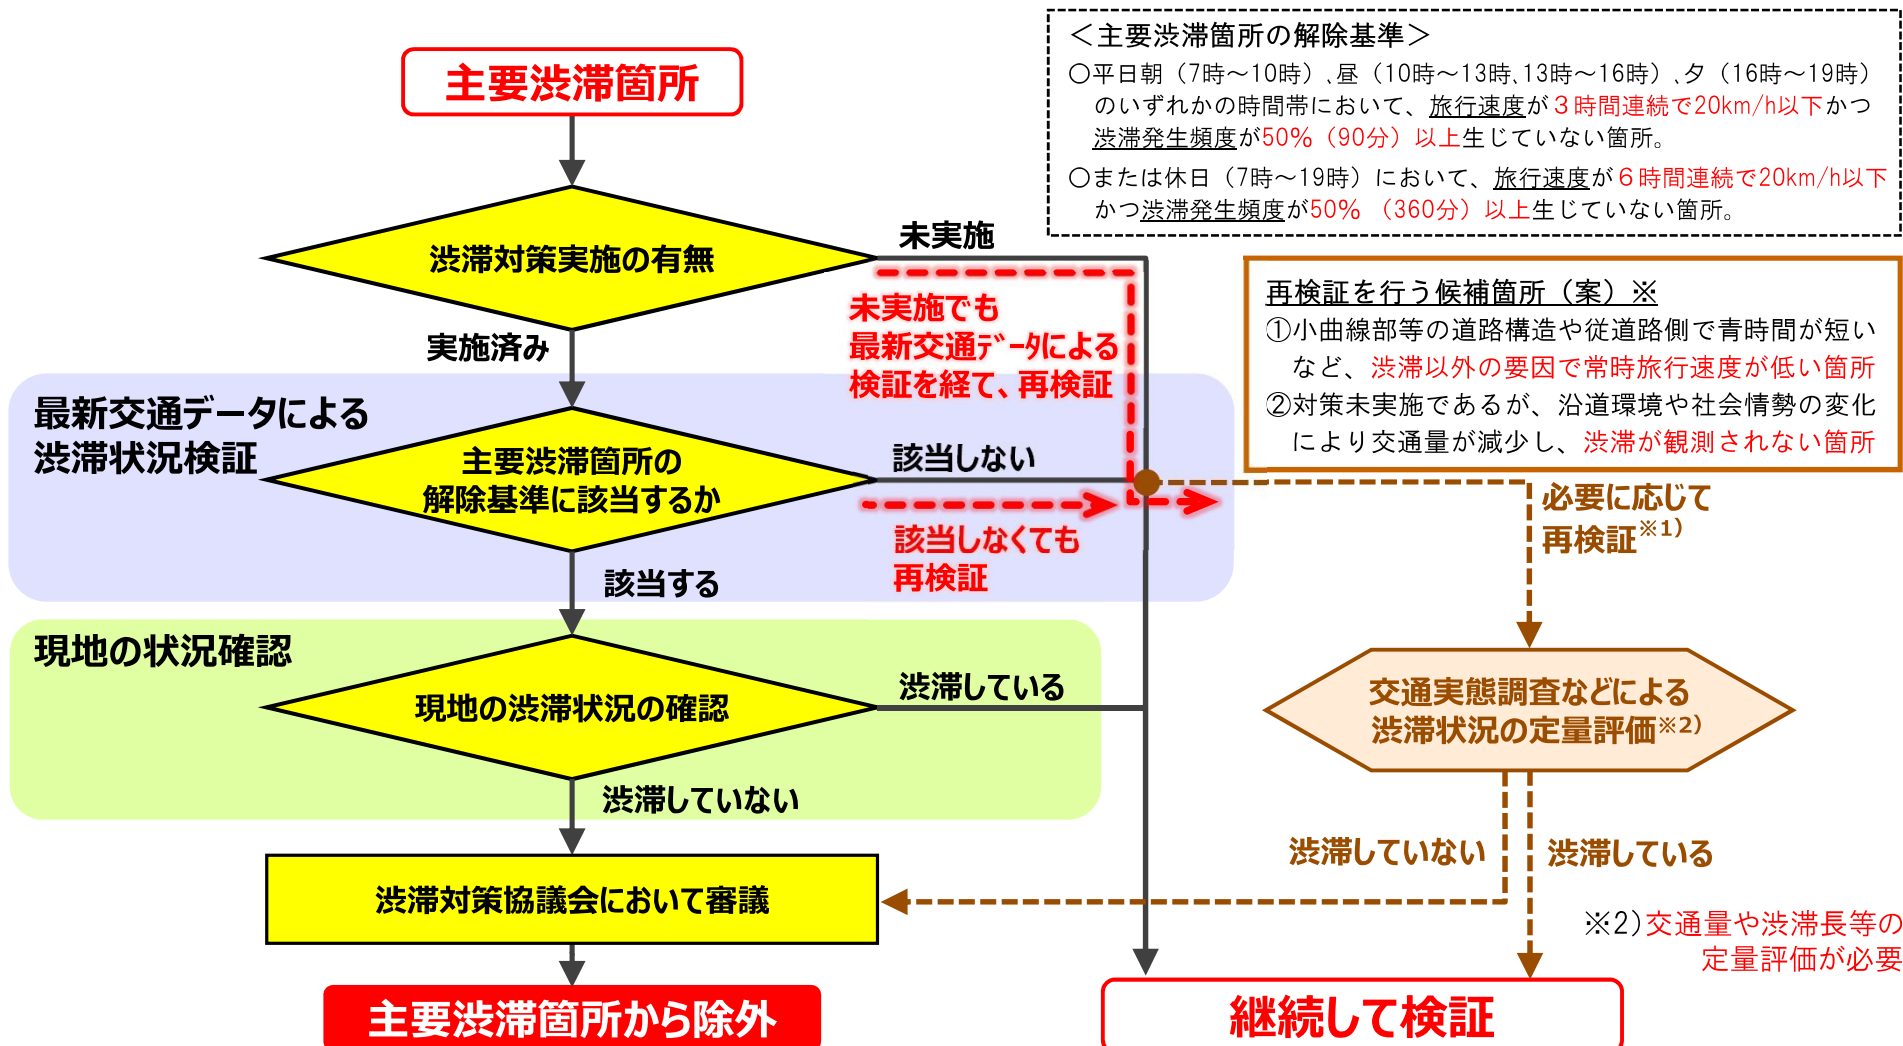 主要渋滞箇所
＜主要渋滞箇所の解除基準＞
○平日朝（7時～10時）､昼（10時～13時､13時～16時）､夕（16時～19時）
のいずれかの時間帯において、旅行速度が３時間連続で20km/h以下かつ
渋滞発生頻度が50%（90分）以上生じていない箇所。
○または休日（7時～19時）において、旅行速度が６時間連続で20km/h以下
かつ渋滞発生頻度が50%（360分）以上生じていない箇所。
渋滞対策実施の有無
未実施
未実施でも
最新交通ﾃﾞｰﾀによる
検証を経て、再検証
実施済み
再検証を行う候補箇所（案）※
①小曲線部等の道路構造や従道路側で青時間が短い
など、渋滞以外の要因で常時旅行速度が低い箇所
②対策未実施であるが、沿道環境や社会情勢の変化
により交通量が減少し、渋滞が観測されない箇所
最新交通データによる
渋滞状況検証
主要渋滞箇所の
解除基準に該当するか
該当しない
該当しなくても
再検証
該当する
必要に応じて
再検証※1)
現地の状況確認
現地の渋滞状況の確認
渋滞している
渋滞していない
交通実態調査などによる
渋滞状況の定量評価※2)
渋滞していない
渋滞している
渋滞対策協議会において審議
※2)交通量や渋滞長等の
定量評価が必要
主要渋滞箇所から除外
継続して検証